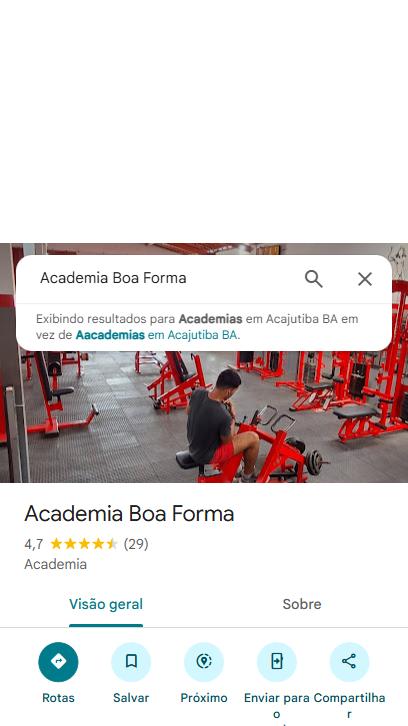 Academia Boa Forma
Exibindo resultados para Academias em Acajutiba BA em
vez de Aacademias em Acajutiba BA.
Academia Boa Forma
4,7 (29)
Academia
Visão geral Sobre
Rotas Salvar Próximo Enviar para o Compartilhar